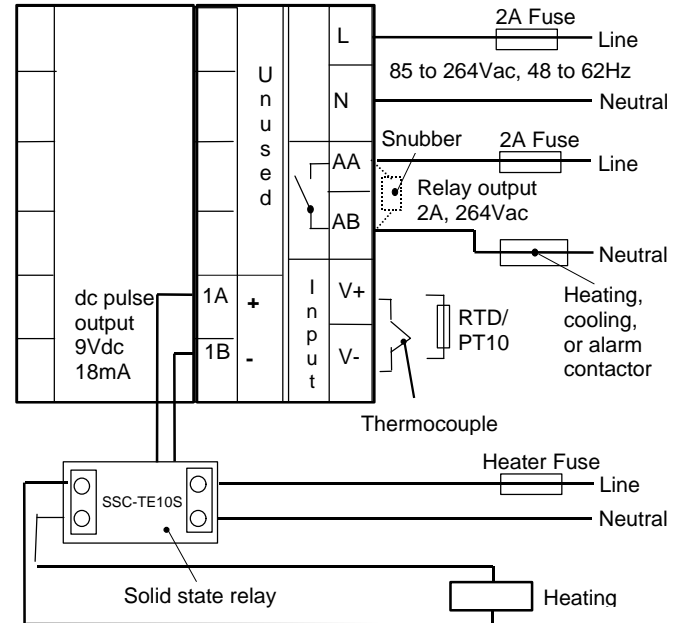 2A Fuse
L
Line
85 to 264Vac, 48 to 62Hz
Unused
N
Neutral
Snubber
2A Fuse
AA
Line
Relay output
2A, 264Vac
AB
Neutral
Heating,
cooling,
or alarm
contactor
dc pulse
output
9Vdc
18mA
1A
+
1B
-
Input
V+
V-
RTD/
PT10
Thermocouple
Heater Fuse
Line
SSC-TE10S
Neutral
Solid state relay
Heating